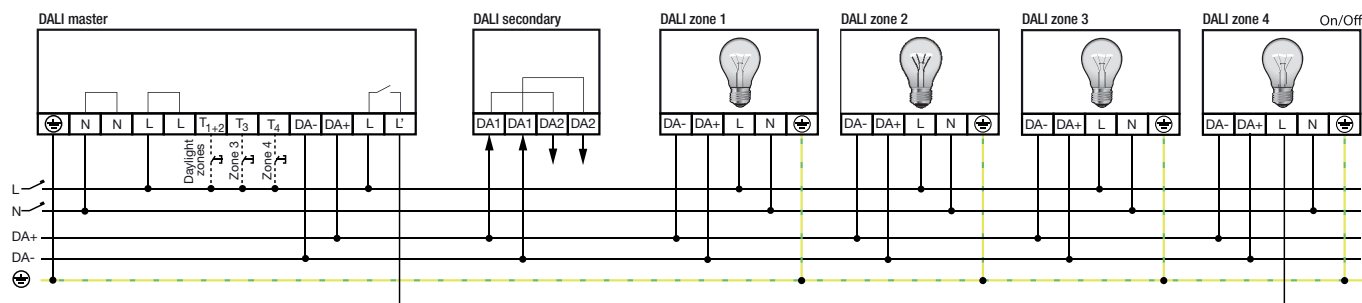 DALI master DALI secondary DALI zone 1 DALI zone 2 DALI zone 3 DALI zone 4 On/Off
N N L L T1+2 T3 T4 DA- DA+ L L'
DA1 DA1 DA2 DA2
DA- DA+ L N
DA- DA+ L N
DA- DA+ L N
DA- DA+ L N
Daylight
zones
Zone 3
Zone 4
L
N
DA+
DA-